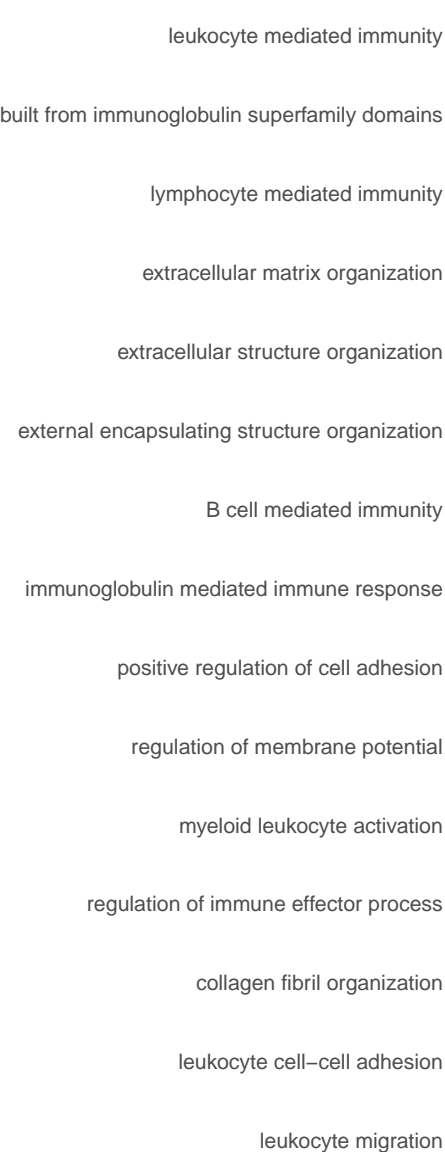 leukocyte mediated immunity
built from immunoglobulin superfamily domains
lymphocyte mediated immunity
extracellular matrix organization
extracellular structure organization
external encapsulating structure organization
B cell mediated immunity
immunoglobulin mediated immune response
positive regulation of cell adhesion
regulation of membrane potential
myeloid leukocyte activation
regulation of immune effector process
collagen fibril organization
leukocyte cell−cell adhesion
leukocyte migration